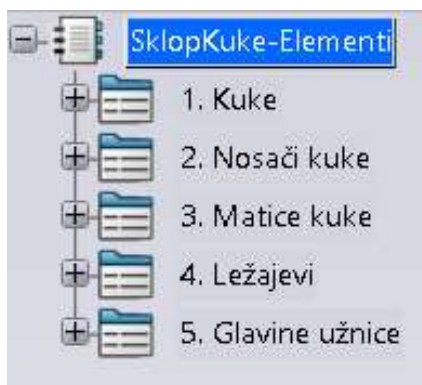 SklopKuke-Elementi
1. Kuke
2. Nosači kuke
3. Matice kuke
4. Ležajevi
5. Glavine užnice